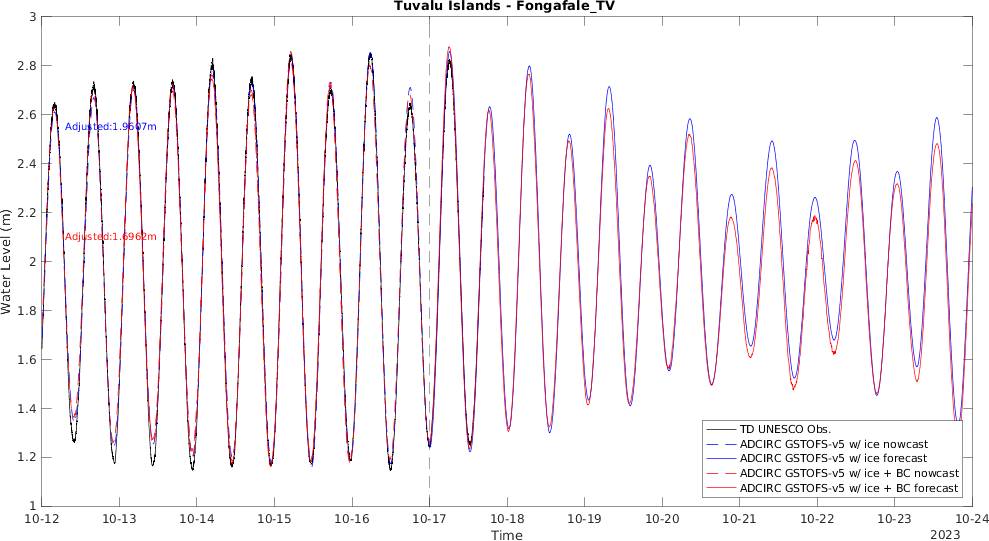 Tuvalu Islands - Fongafale_TV
3
2.8
2.6
2.4
2.2
2
1.8
1.6
1.4
1.2
1
Water Level (m)
Adjusted:1.9607m
Adjusted:1.6962m
TD UNESCO Obs.
ADCIRC GSTOFS-v5 w/ ice nowcast
ADCIRC GSTOFS-v5 w/ ice forecast
ADCIRC GSTOFS-v5 w/ ice + BC nowcast
ADCIRC GSTOFS-v5 w/ ice + BC forecast
10-12 10-13 10-14 10-15 10-16 10-17 10-18 10-19 10-20 10-21 10-22 10-23 10-24
Time
2023